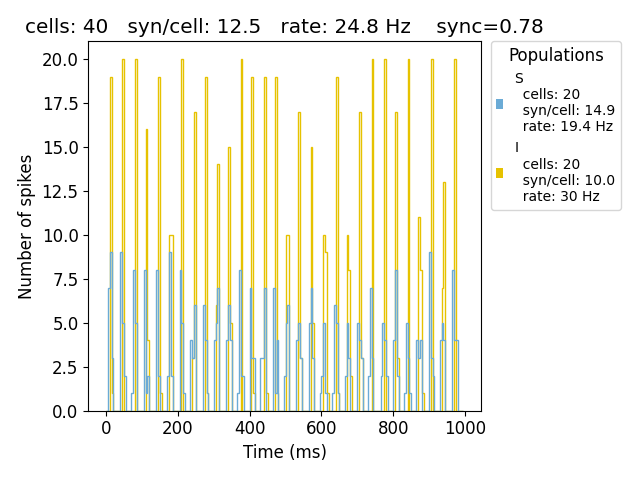 cells: 40   syn/cell: 12.5   rate: 24.8 Hz    sync=0.78
Number of spikes
20.0
17.5
15.0
12.5
10.0
7.5
5.0
2.5
0.0
0
200
400
600
800
1000
Time (ms)
Populations
S
cells: 20
syn/cell: 14.9
rate: 19.4 Hz
I
cells: 20
syn/cell: 10.0
rate: 30 Hz